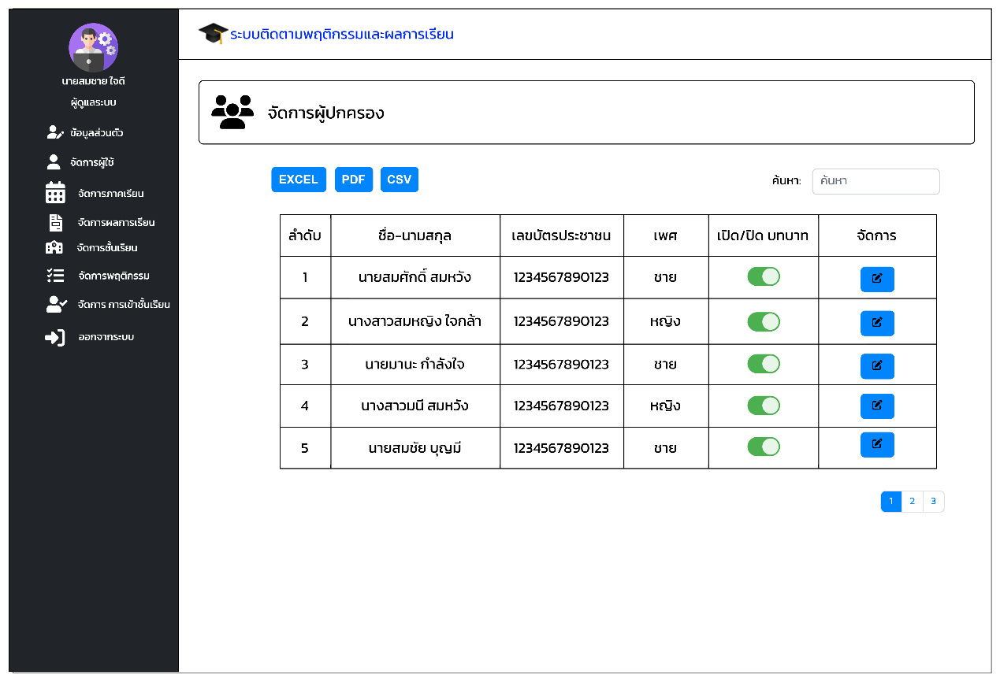 นายสมชาย ใจดี
ผู้ดูแลระบบ
ข้อมูลส่วนตัว
จัดการผู้ใช้
จัดการภาคเรียน
จัดการผลการเรียน
จัดการชั้นเรียน
จัดการพฤติกรรม
จัดการ การเข้าชั้นเรียน
ออกจากระบบ
ระบบติดตามพฤติกรรมและผลการเรียน
จัดการผู้ปกครอง
EXCEL PDF CSV ค้นหา: ค้นหา
ลำดับ ชื่อ-นามสกุล เลขบัตรประชาชน เพศ เปิด/ปิด บทบาท จัดการ
1 นายสมศักดิ์ สมหวัง 1234567890123 ชาย
2 นางสาวสมหญิง ใจกล้า 1234567890123 หญิง
3 นายมานะ กำลังใจ 1234567890123 ชาย
4 นางสาวมนี สมหวัง 1234567890123 หญิง
5 นายสมชัย บุญมี 1234567890123 ชาย
1 2 3